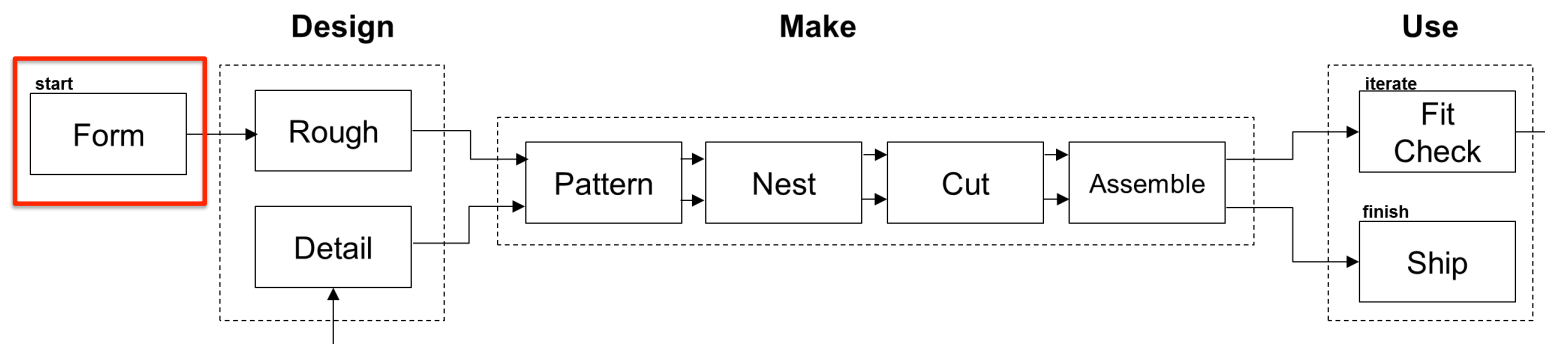 Design
Make
Use
start
Form
Rough
Detail
Pattern
Nest
Cut
Assemble
iterate
Fit
Check
finish
Ship